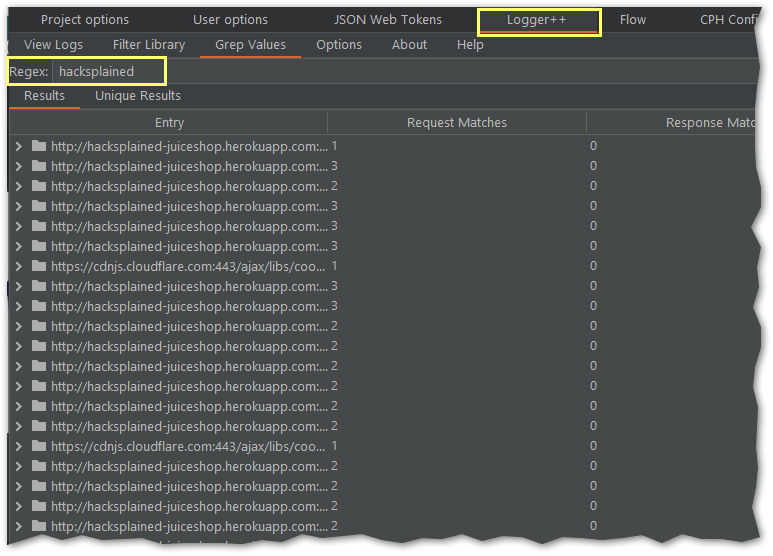 Project options User options JSON Web Tokens Logger++ Flow CPH Confi
View Logs Filter Library Grep Values Options About Help
Regex: hacksplained
Results Unique Results
Entry Request Matches Response Matc
http://hacksplained-juiceshop.herokuapp.com:... 1 0
http://hacksplained-juiceshop.herokuapp.com:... 3 0
http://hacksplained-juiceshop.herokuapp.com:... 2 0
http://hacksplained-juiceshop.herokuapp.com:... 3 0
http://hacksplained-juiceshop.herokuapp.com:... 3 0
http://hacksplained-juiceshop.herokuapp.com:... 3 0
https://cdnjs.cloudflare.com:443/ajax/libs/coo... 1 0
http://hacksplained-juiceshop.herokuapp.com:... 3 0
http://hacksplained-juiceshop.herokuapp.com:... 3 0
http://hacksplained-juiceshop.herokuapp.com:... 2 0
http://hacksplained-juiceshop.herokuapp.com:... 2 0
http://hacksplained-juiceshop.herokuapp.com:... 2 0
http://hacksplained-juiceshop.herokuapp.com:... 2 0
http://hacksplained-juiceshop.herokuapp.com:... 2 0
http://hacksplained-juiceshop.herokuapp.com:... 2 0
https://cdnjs.cloudflare.com:443/ajax/libs/coo... 1 0
http://hacksplained-juiceshop.herokuapp.com:... 2 0
http://hacksplained-juiceshop.herokuapp.com:... 2 0
http://hacksplained-juiceshop.herokuapp.com:... 2 0
http://hacksplained-juiceshop.herokuapp.com:... 2 0